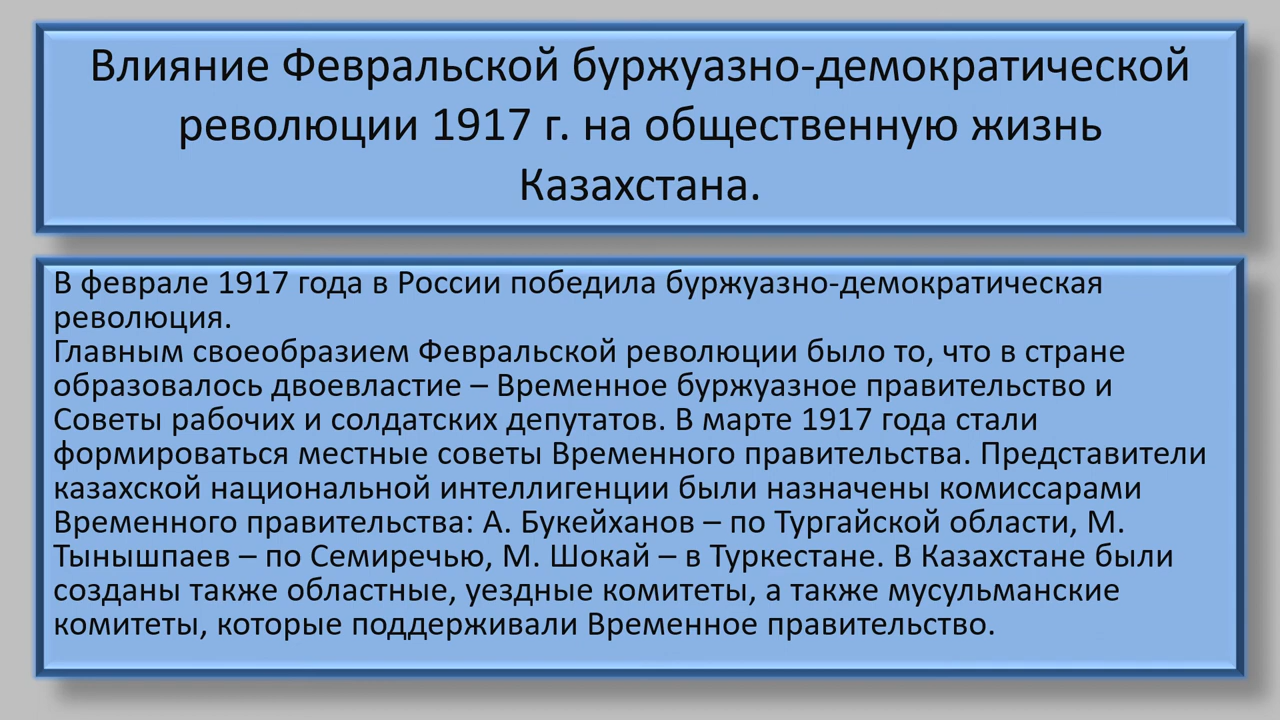 Влияние Февральской буржуазно-демократической
революции 1917 г. на общественную жизнь
Казахстана.
В феврале 1917 года в России победила буржуазно-демократическая
революция.
Главным своеобразием Февральской революции было то, что в стране
образовалось двоевластие – Временное буржуазное правительство и
Советы рабочих и солдатских депутатов. В марте 1917 года стали
формироваться местные советы Временного правительства. Представители
казахской национальной интеллигенции были назначены комиссарами
Временного правительства: А. Букейханов – по Тургайской области, М.
Тынышпаев – по Семиречью, М. Шокай – в Туркестане. В Казахстане были
созданы также областные, уездные комитеты, а также мусульманские
комитеты, которые поддерживали Временное правительство.